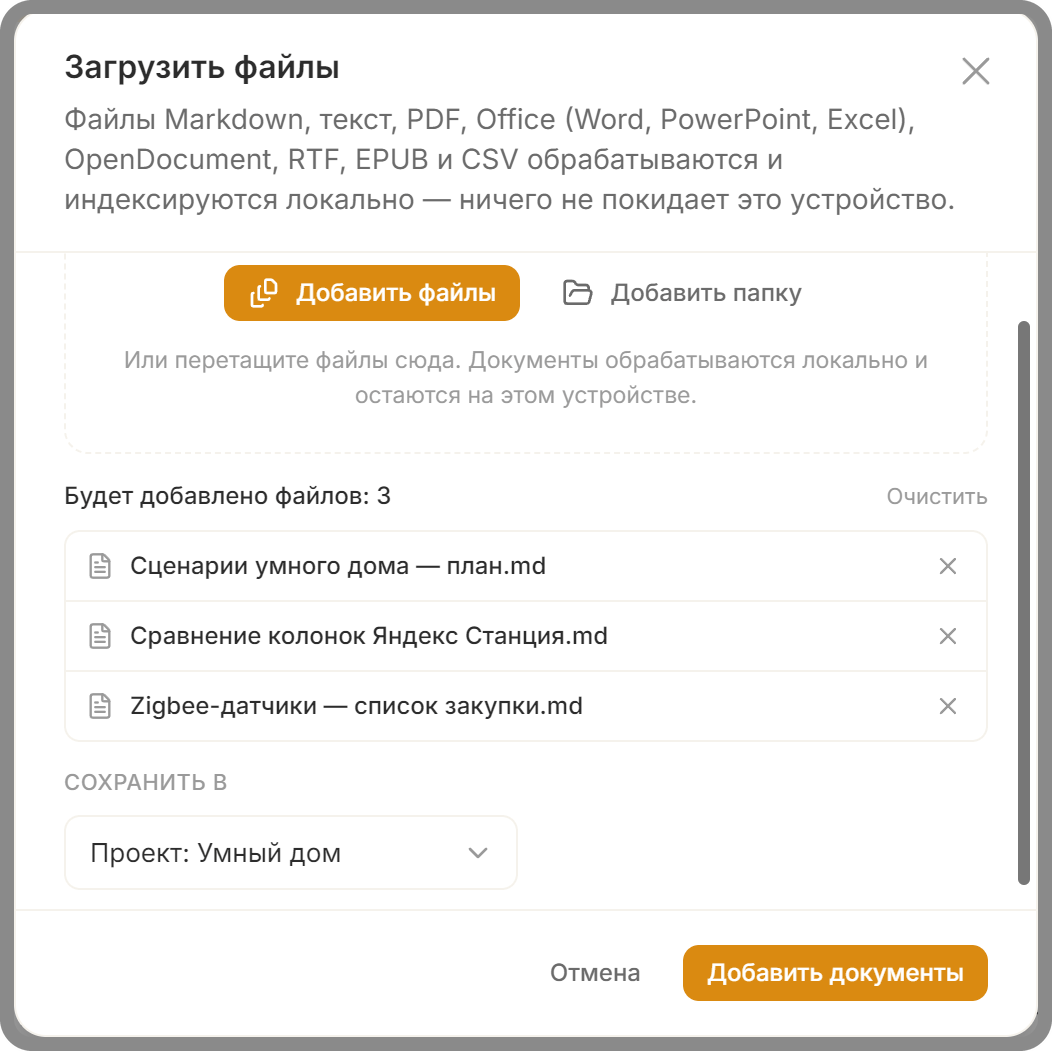 Загрузить файлы
Файлы Markdown, текст, PDF, Office (Word, PowerPoint, Excel),
OpenDocument, RTF, EPUB и CSV обрабатываются и
индексируются локально — ничего не покидает это устройство.
Добавить файлы
Добавить папку
Или перетащите файлы сюда. Документы обрабатываются локально и
остаются на этом устройстве.
Будет добавлено файлов: 3
Очистить
Сценарии умного дома — план.md
Сравнение колонок Яндекс Станция.md
Zigbee-датчики — список закупки.md
СОХРАНИТЬ В
Проект: Умный дом
Отмена
Добавить документы